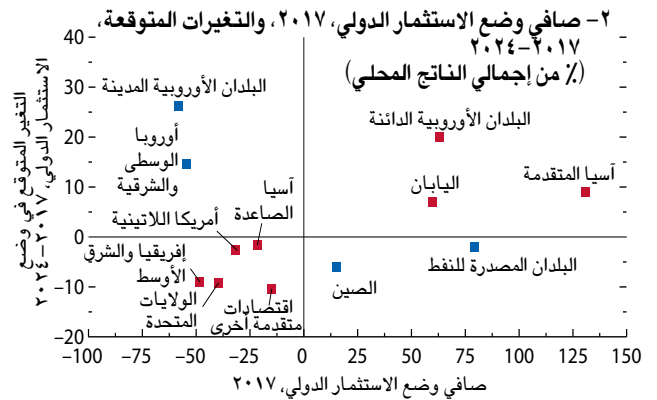 ٢- صافي وضع الاستثمار الدولي، ٢٠١٧، والتغيرات المتوقعة،
٢٠١٧–٢٠٢٤
(٪ من إجمالي الناتج المحلي)
التغير المتوقع في وضع
الاستثمار الدولي، ٢٠١٧–٢٠٢٤
40
30
20
10
0
–10
–20
البلدان الأوروبية المدينة
أوروبا
الوسطى
والشرقية
البلدان الأوروبية الدائنة
آسيا المتقدمة
اليابان
آسيا
الصاعدة
أمريكا اللاتينية
إفريقيا والشرق
الأوسط
الولايات
المتحدة
اقتصادات
متقدمة أخرى
الصين
البلدان المصدرة للنفط
–100 –75 –50 –25 0 25 50 75 100 125 150
صافي وضع الاستثمار الدولي، ٢٠١٧